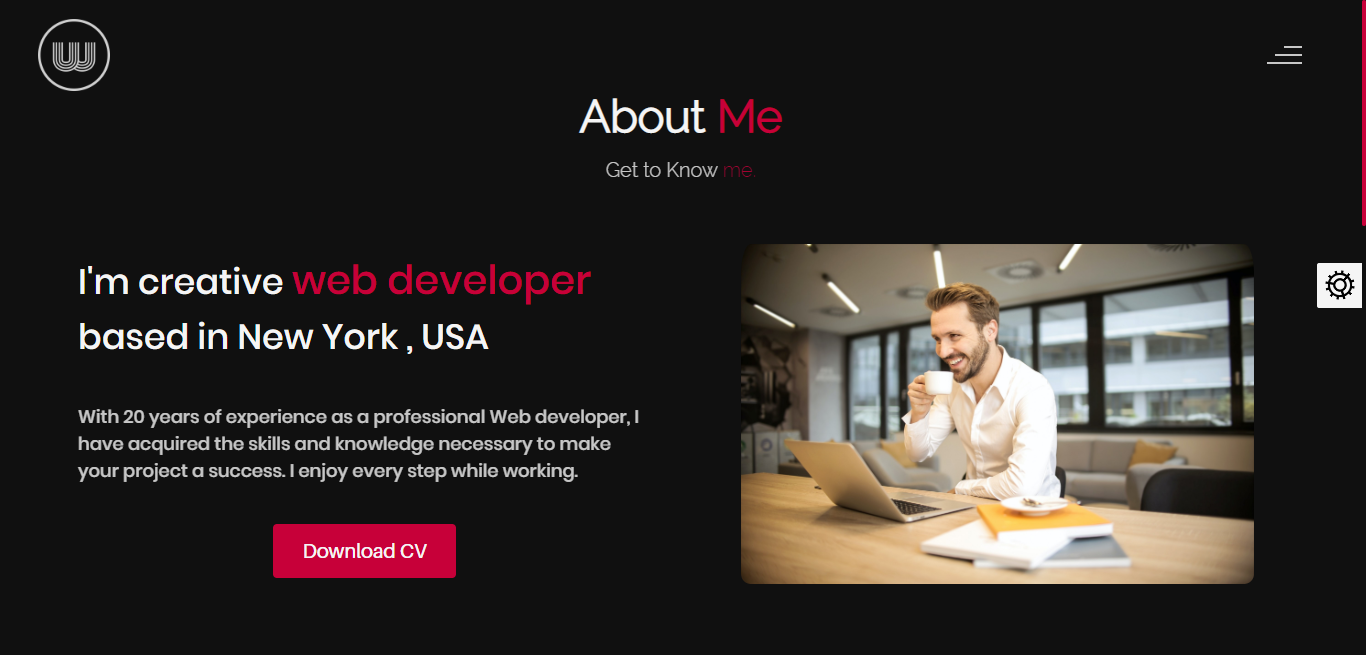 About Me
Get to Know me.
I'm creative web developer
based in New York , USA
With 20 years of experience as a professional Web developer, I
have acquired the skills and knowledge necessary to make
your project a success. I enjoy every step while working.
Download CV